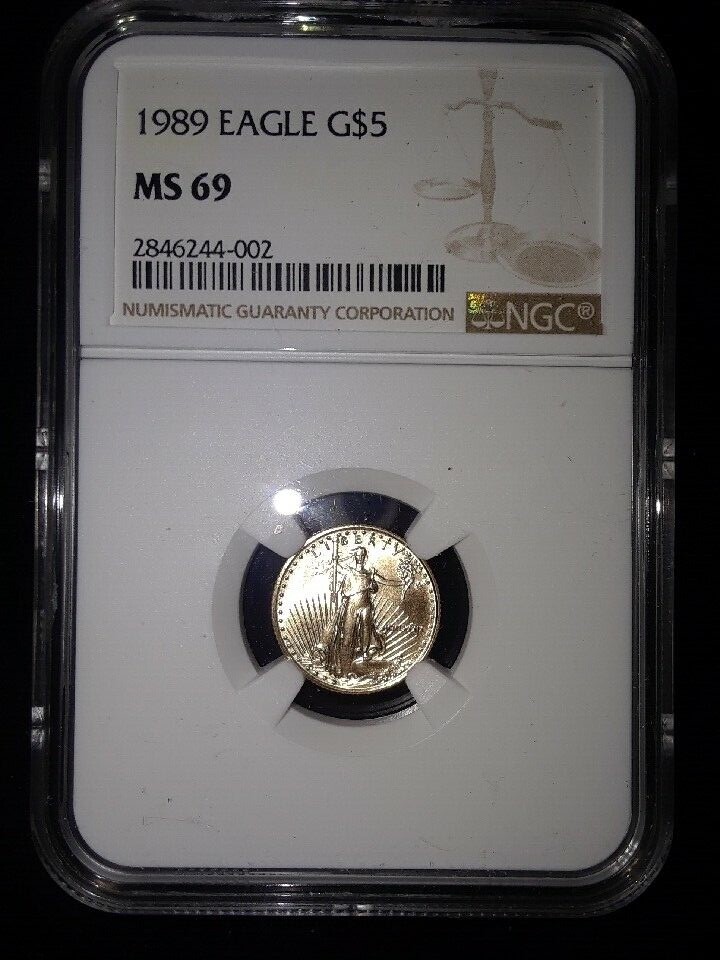 1989 EAGLE G$5
MS 69
2846244-002
NUMISMATIC GUARANTY CORPORATION
NGC®
LIBERTY